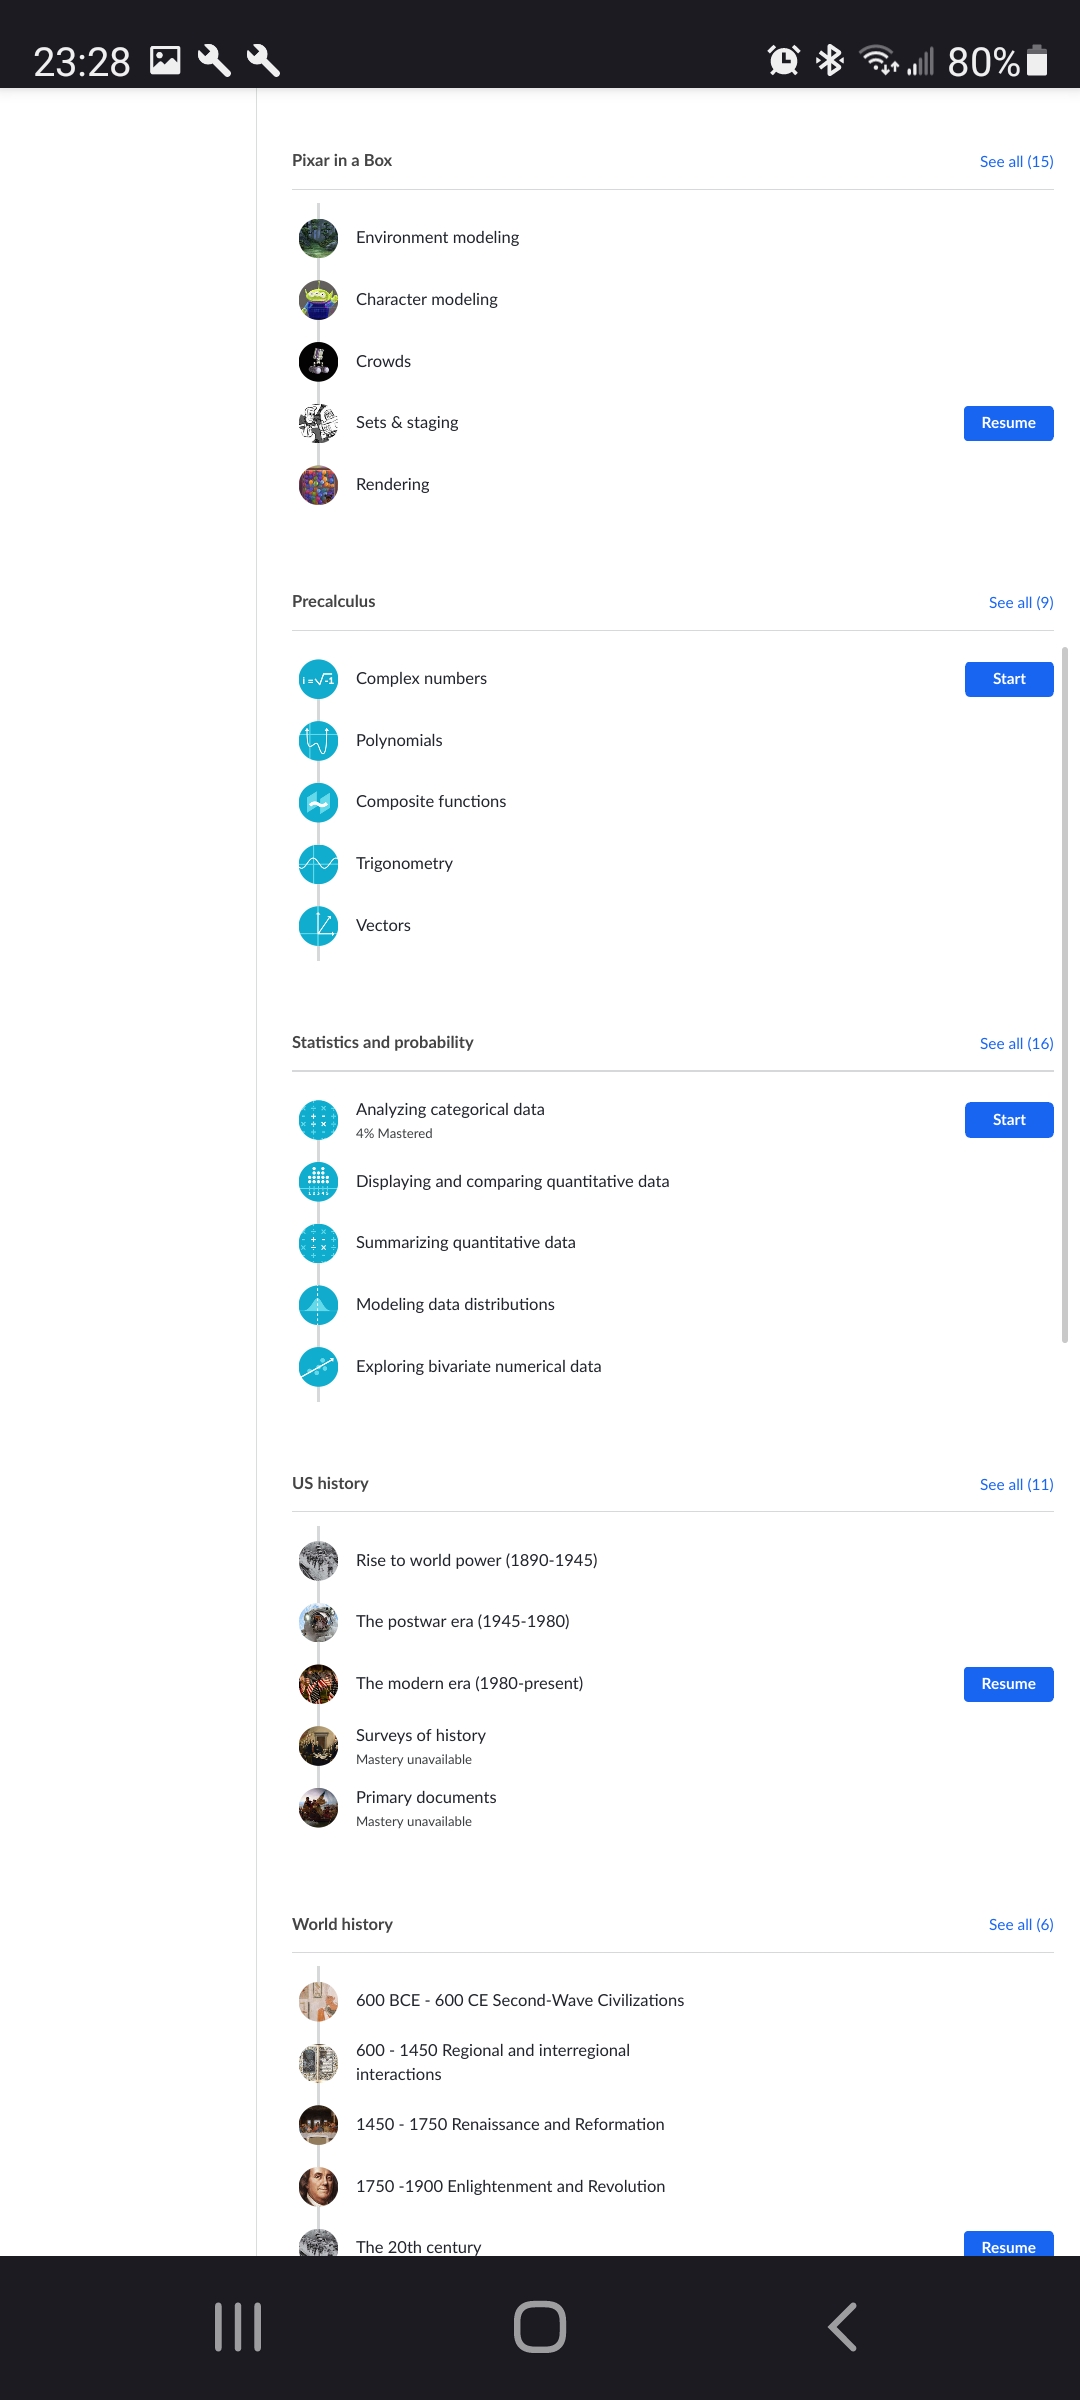 23:28
80%
Pixar in a Box
See all (15)
Environment modeling
Character modeling
Crowds
Sets & staging
Resume
Rendering
Precalculus
See all (9)
i = √-1
Complex numbers
Start
Polynomials
Composite functions
Trigonometry
Vectors
Statistics and probability
See all (16)
Analyzing categorical data
4% Mastered
Start
Displaying and comparing quantitative data
Summarizing quantitative data
Modeling data distributions
Exploring bivariate numerical data
US history
See all (11)
Rise to world power (1890-1945)
The postwar era (1945-1980)
The modern era (1980-present)
Resume
Surveys of history
Mastery unavailable
Primary documents
Mastery unavailable
World history
See all (6)
600 BCE - 600 CE Second-Wave Civilizations
600 - 1450 Regional and interregional
interactions
1450 - 1750 Renaissance and Reformation
1750 -1900 Enlightenment and Revolution
The 20th century
Resume